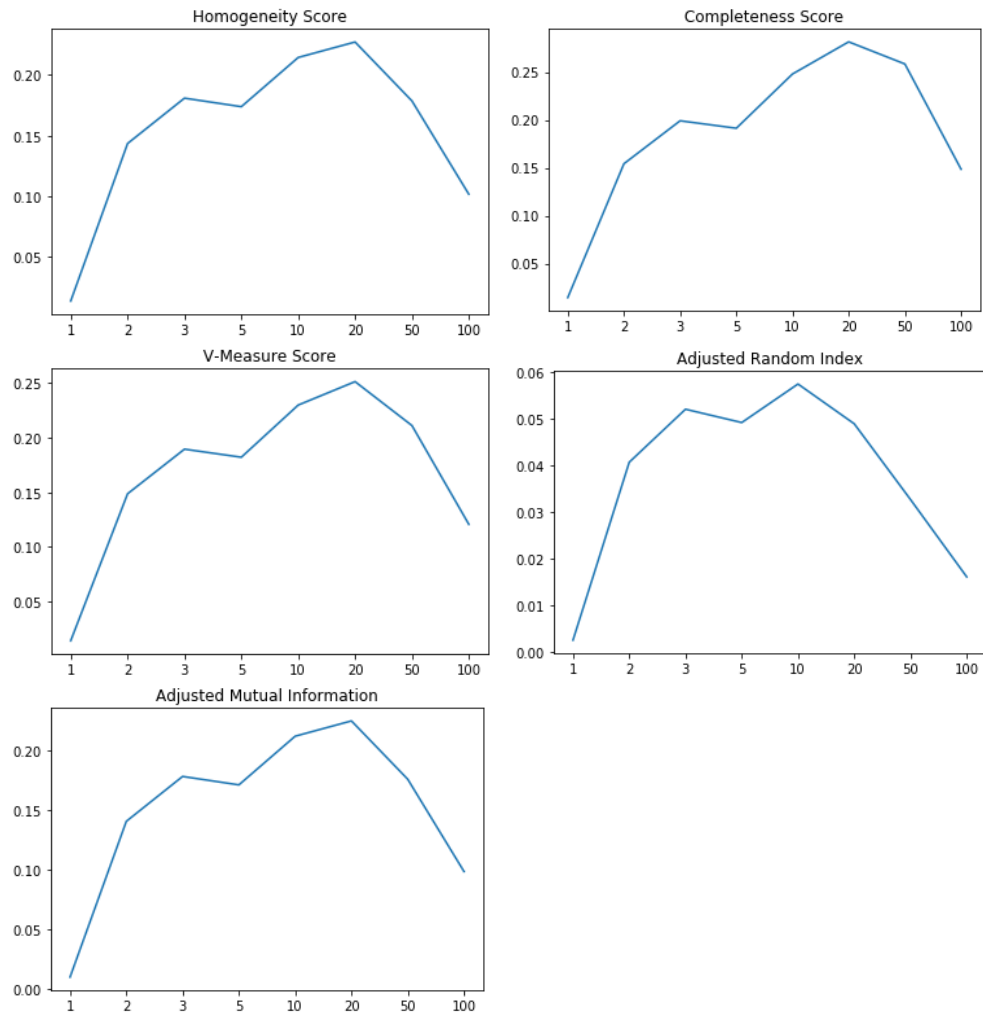 Homogeneity Score
0.20
0.15
0.10
0.05
1 2 3 5 10 20 50 100
Completeness Score
0.25
0.20
0.15
0.10
0.05
1 2 3 5 10 20 50 100
V-Measure Score
0.25
0.20
0.15
0.10
0.05
1 2 3 5 10 20 50 100
Adjusted Random Index
0.06
0.05
0.04
0.03
0.02
0.01
0.00
1 2 3 5 10 20 50 100
Adjusted Mutual Information
0.20
0.15
0.10
0.05
0.00
1 2 3 5 10 20 50 100